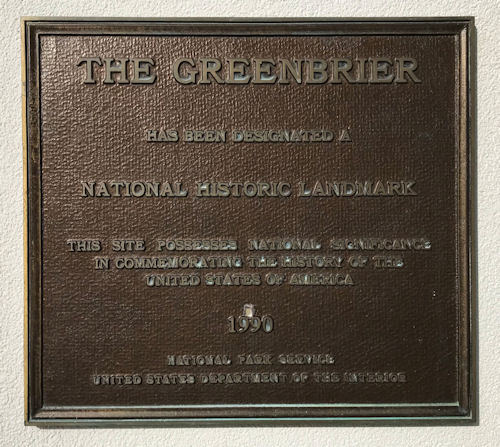 THE GREENBRIER
HAS BEEN DESIGNATED A
NATIONAL HISTORIC LANDMARK
THIS SITE POSSESSES NATIONAL SIGNIFICANCE
IN COMMEMORATING THE HISTORY OF THE
UNITED STATES OF AMERICA
1990
NATIONAL PARK SERVICE
UNITED STATES DEPARTMENT OF THE INTERIOR